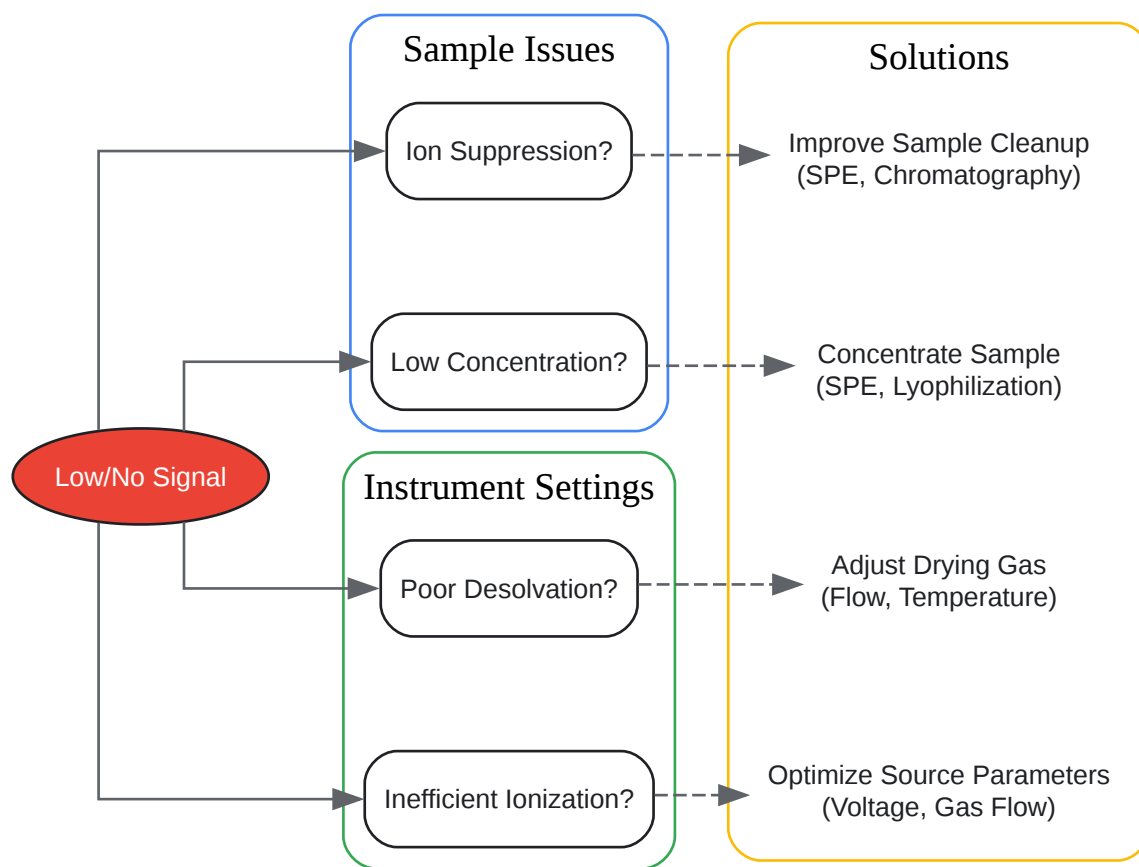 Sample Issues
Solutions
Ion Suppression?
Improve Sample Cleanup
(SPE, Chromatography)
Low Concentration?
Concentrate Sample
(SPE, Lyophilization)
Low/No Signal
Instrument Settings
Poor Desolvation?
Adjust Drying Gas
(Flow, Temperature)
Inefficient Ionization?
Optimize Source Parameters
(Voltage, Gas Flow)